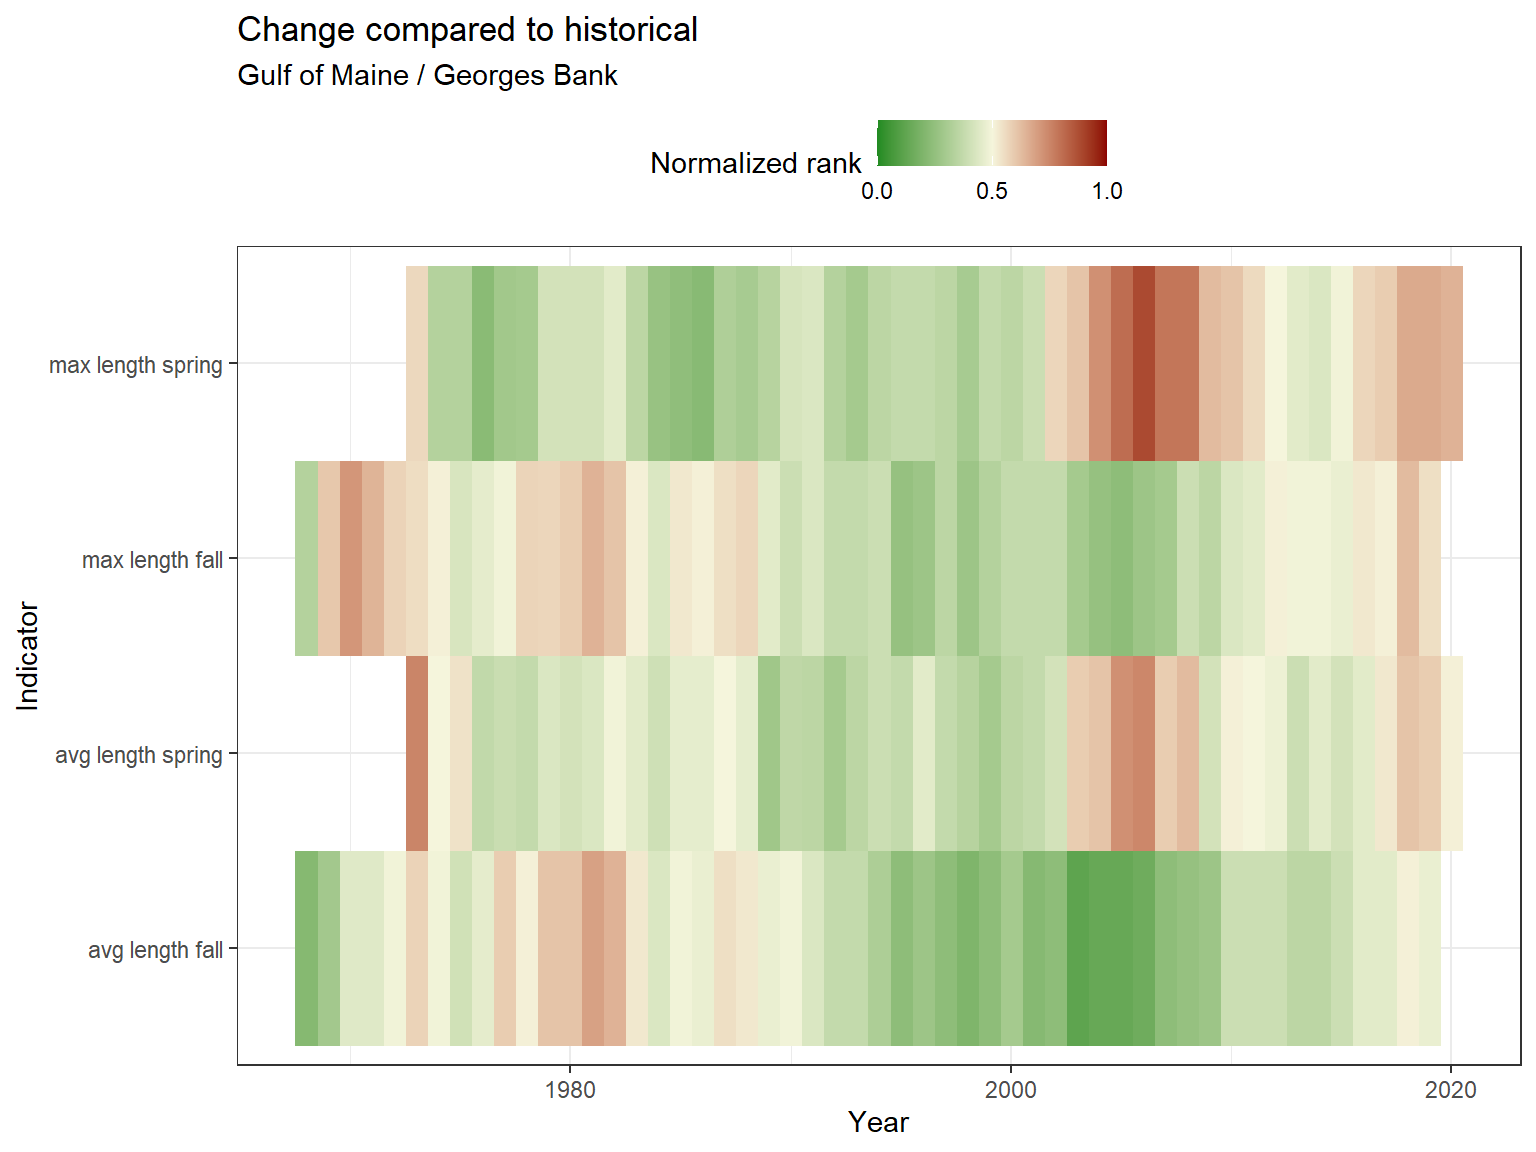 Change compared to historical
Gulf of Maine / Georges Bank
Normalized rank
0.0 0.5 1.0
max length spring
max length fall
avg length spring
avg length fall
Indicator
1980 2000 2020
Year